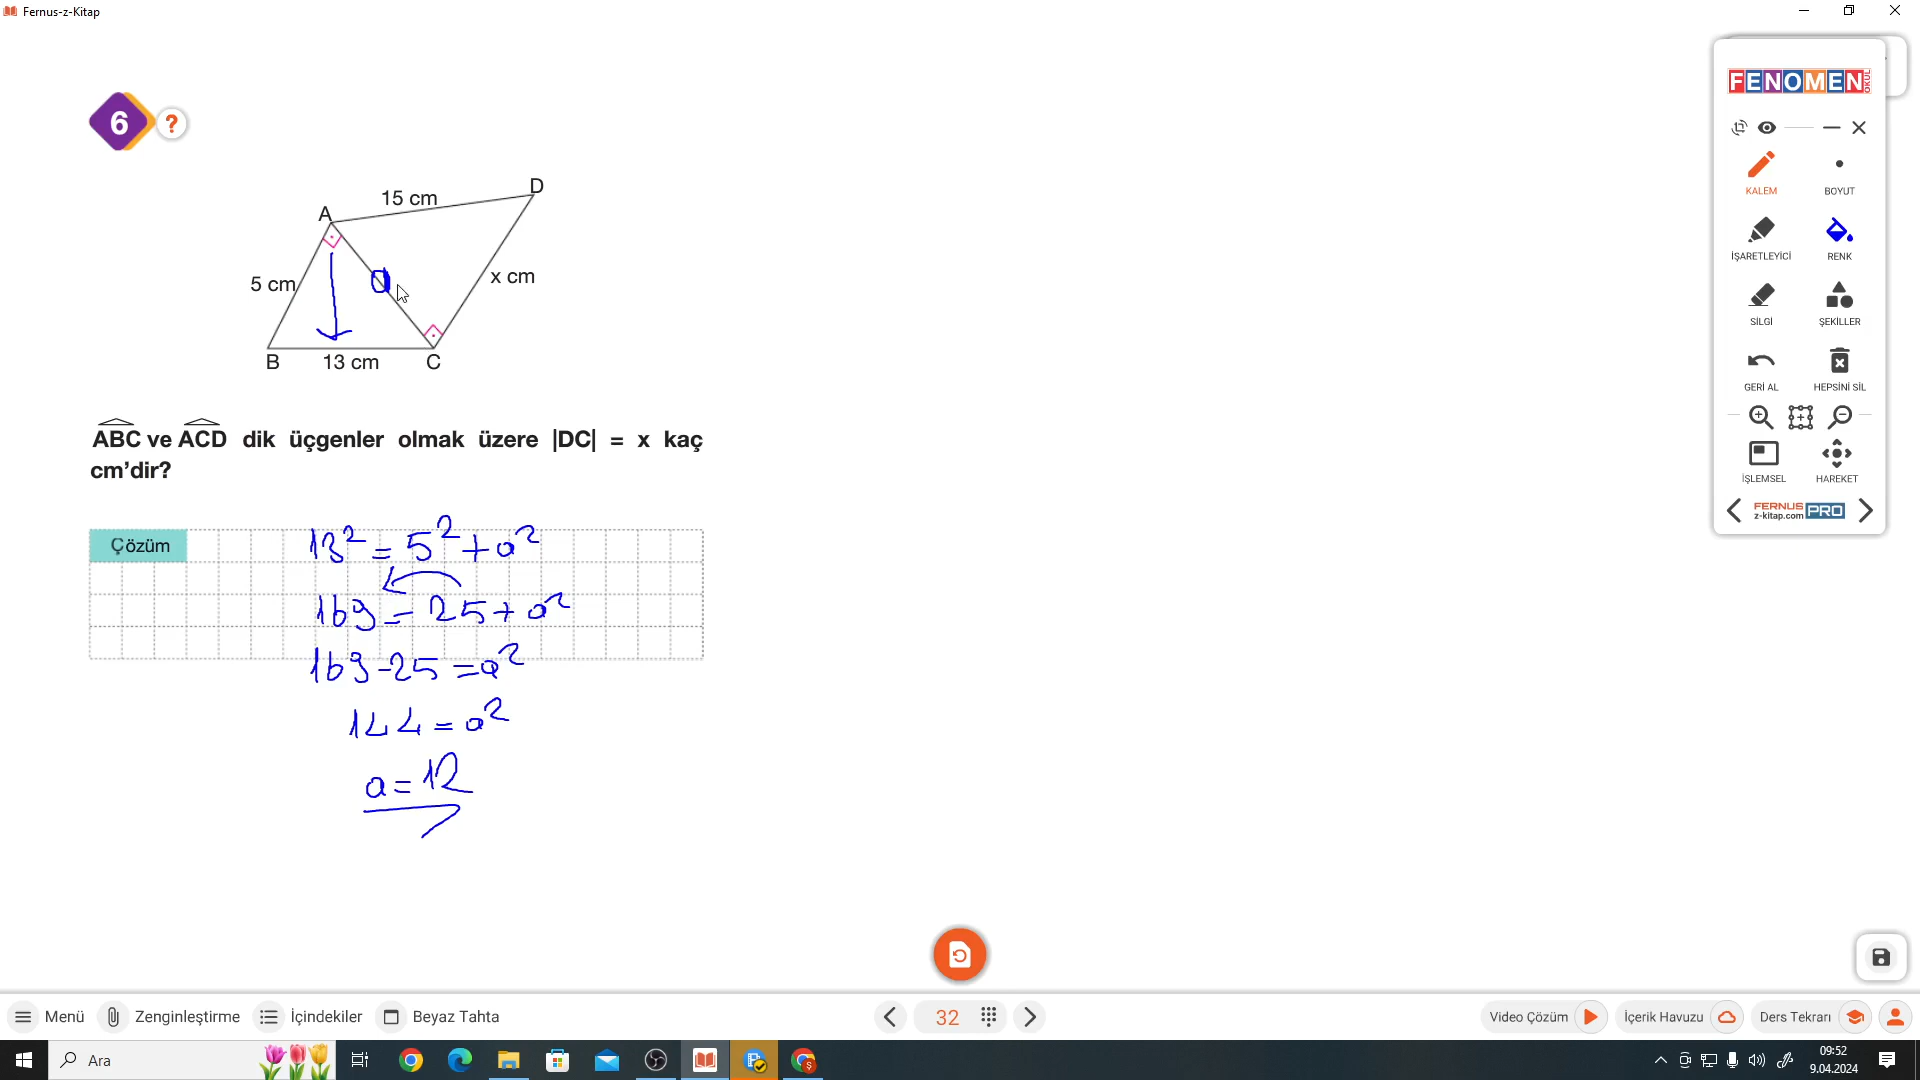 Fernus-z-Kitap
FENOMEN
OKUL
6 ?
KALEM BOYUT
İŞARETLEYİCİ RENK
SİLGİ ŞEKİLLER
GERİ AL HEPSİNİ SİL
İŞLEMSEL HAREKET
FERNUS PRO
z-kitap.com
D
15 cm
A
a
5 cm
x cm
B 13 cm C
ABC ve ACD dik üçgenler olmak üzere |DC| = x kaç
cm'dir?
Çözüm
13² = 5² + a²
169 = 25 + a²
169 - 25 = a²
144 = a²
a = 12
Menü Zenginleştirme İçindekiler Beyaz Tahta 32 Video Çözüm İçerik Havuzu Ders Tekrarı
Ara
09:52
9.04.2024